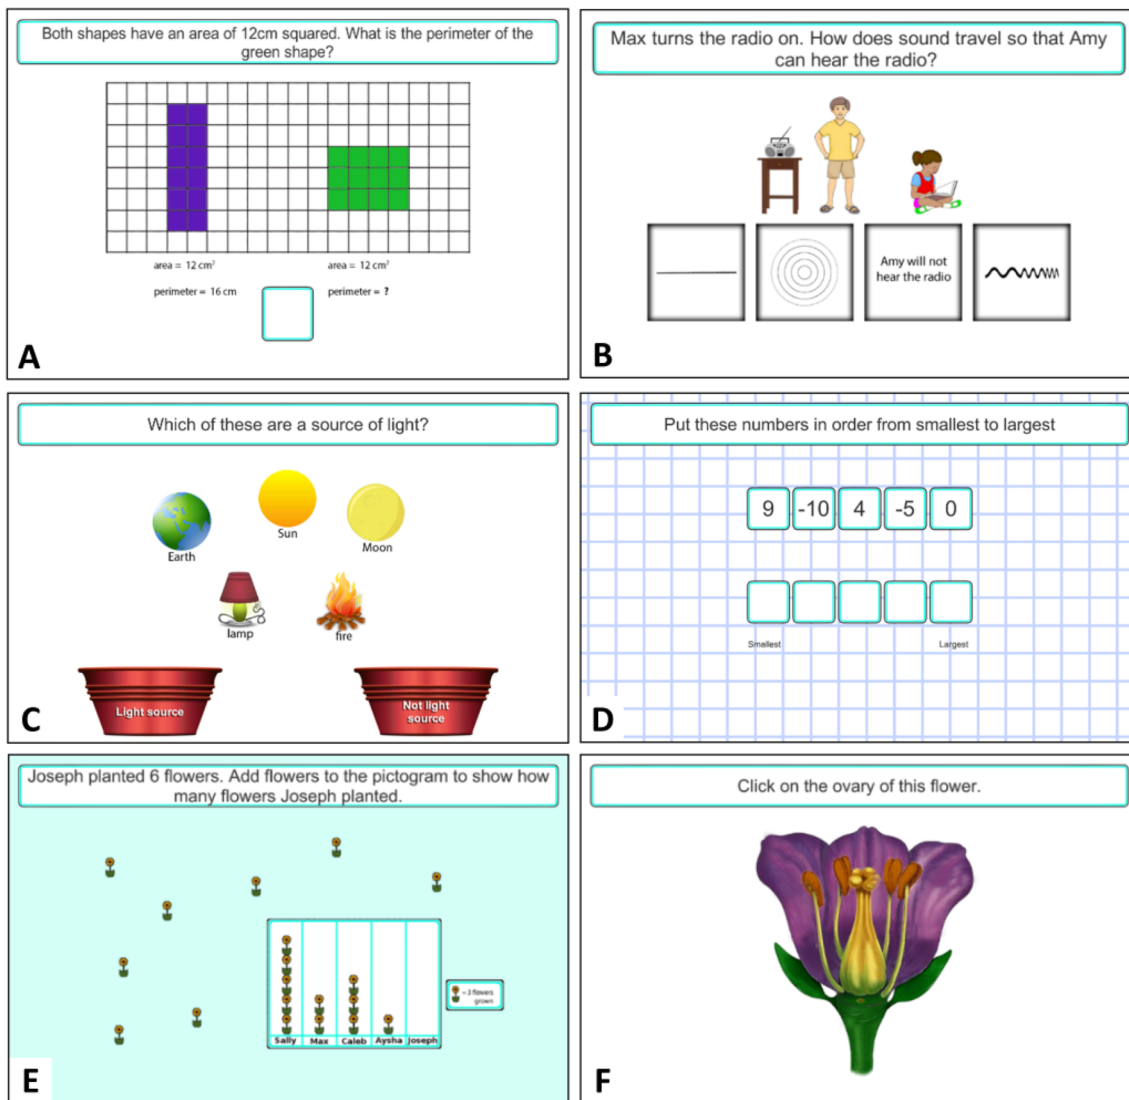 Both shapes have an area of 12cm squared. What is the perimeter of the
green shape?
area = 12 cm²
area = 12 cm²
perimeter = 16 cm
perimeter = ?
A
Max turns the radio on. How does sound travel so that Amy
can hear the radio?
Amy will not
hear the radio
B
Which of these are a source of light?
Earth
Sun
Moon
lamp
fire
Light source
Not light
source
C
Put these numbers in order from smallest to largest
9 -10 4 -5 0
Smallest
Largest
D
Joseph planted 6 flowers. Add flowers to the pictogram to show how
many flowers Joseph planted.
= 3 flowers
grown
Sally Max Caleb Aysha Joseph
E
Click on the ovary of this flower.
F